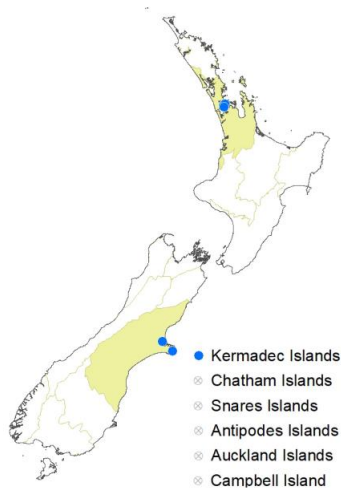 Kermadec Islands
Chatham Islands
Snares Islands
Antipodes Islands
Auckland Islands
Campbell Island